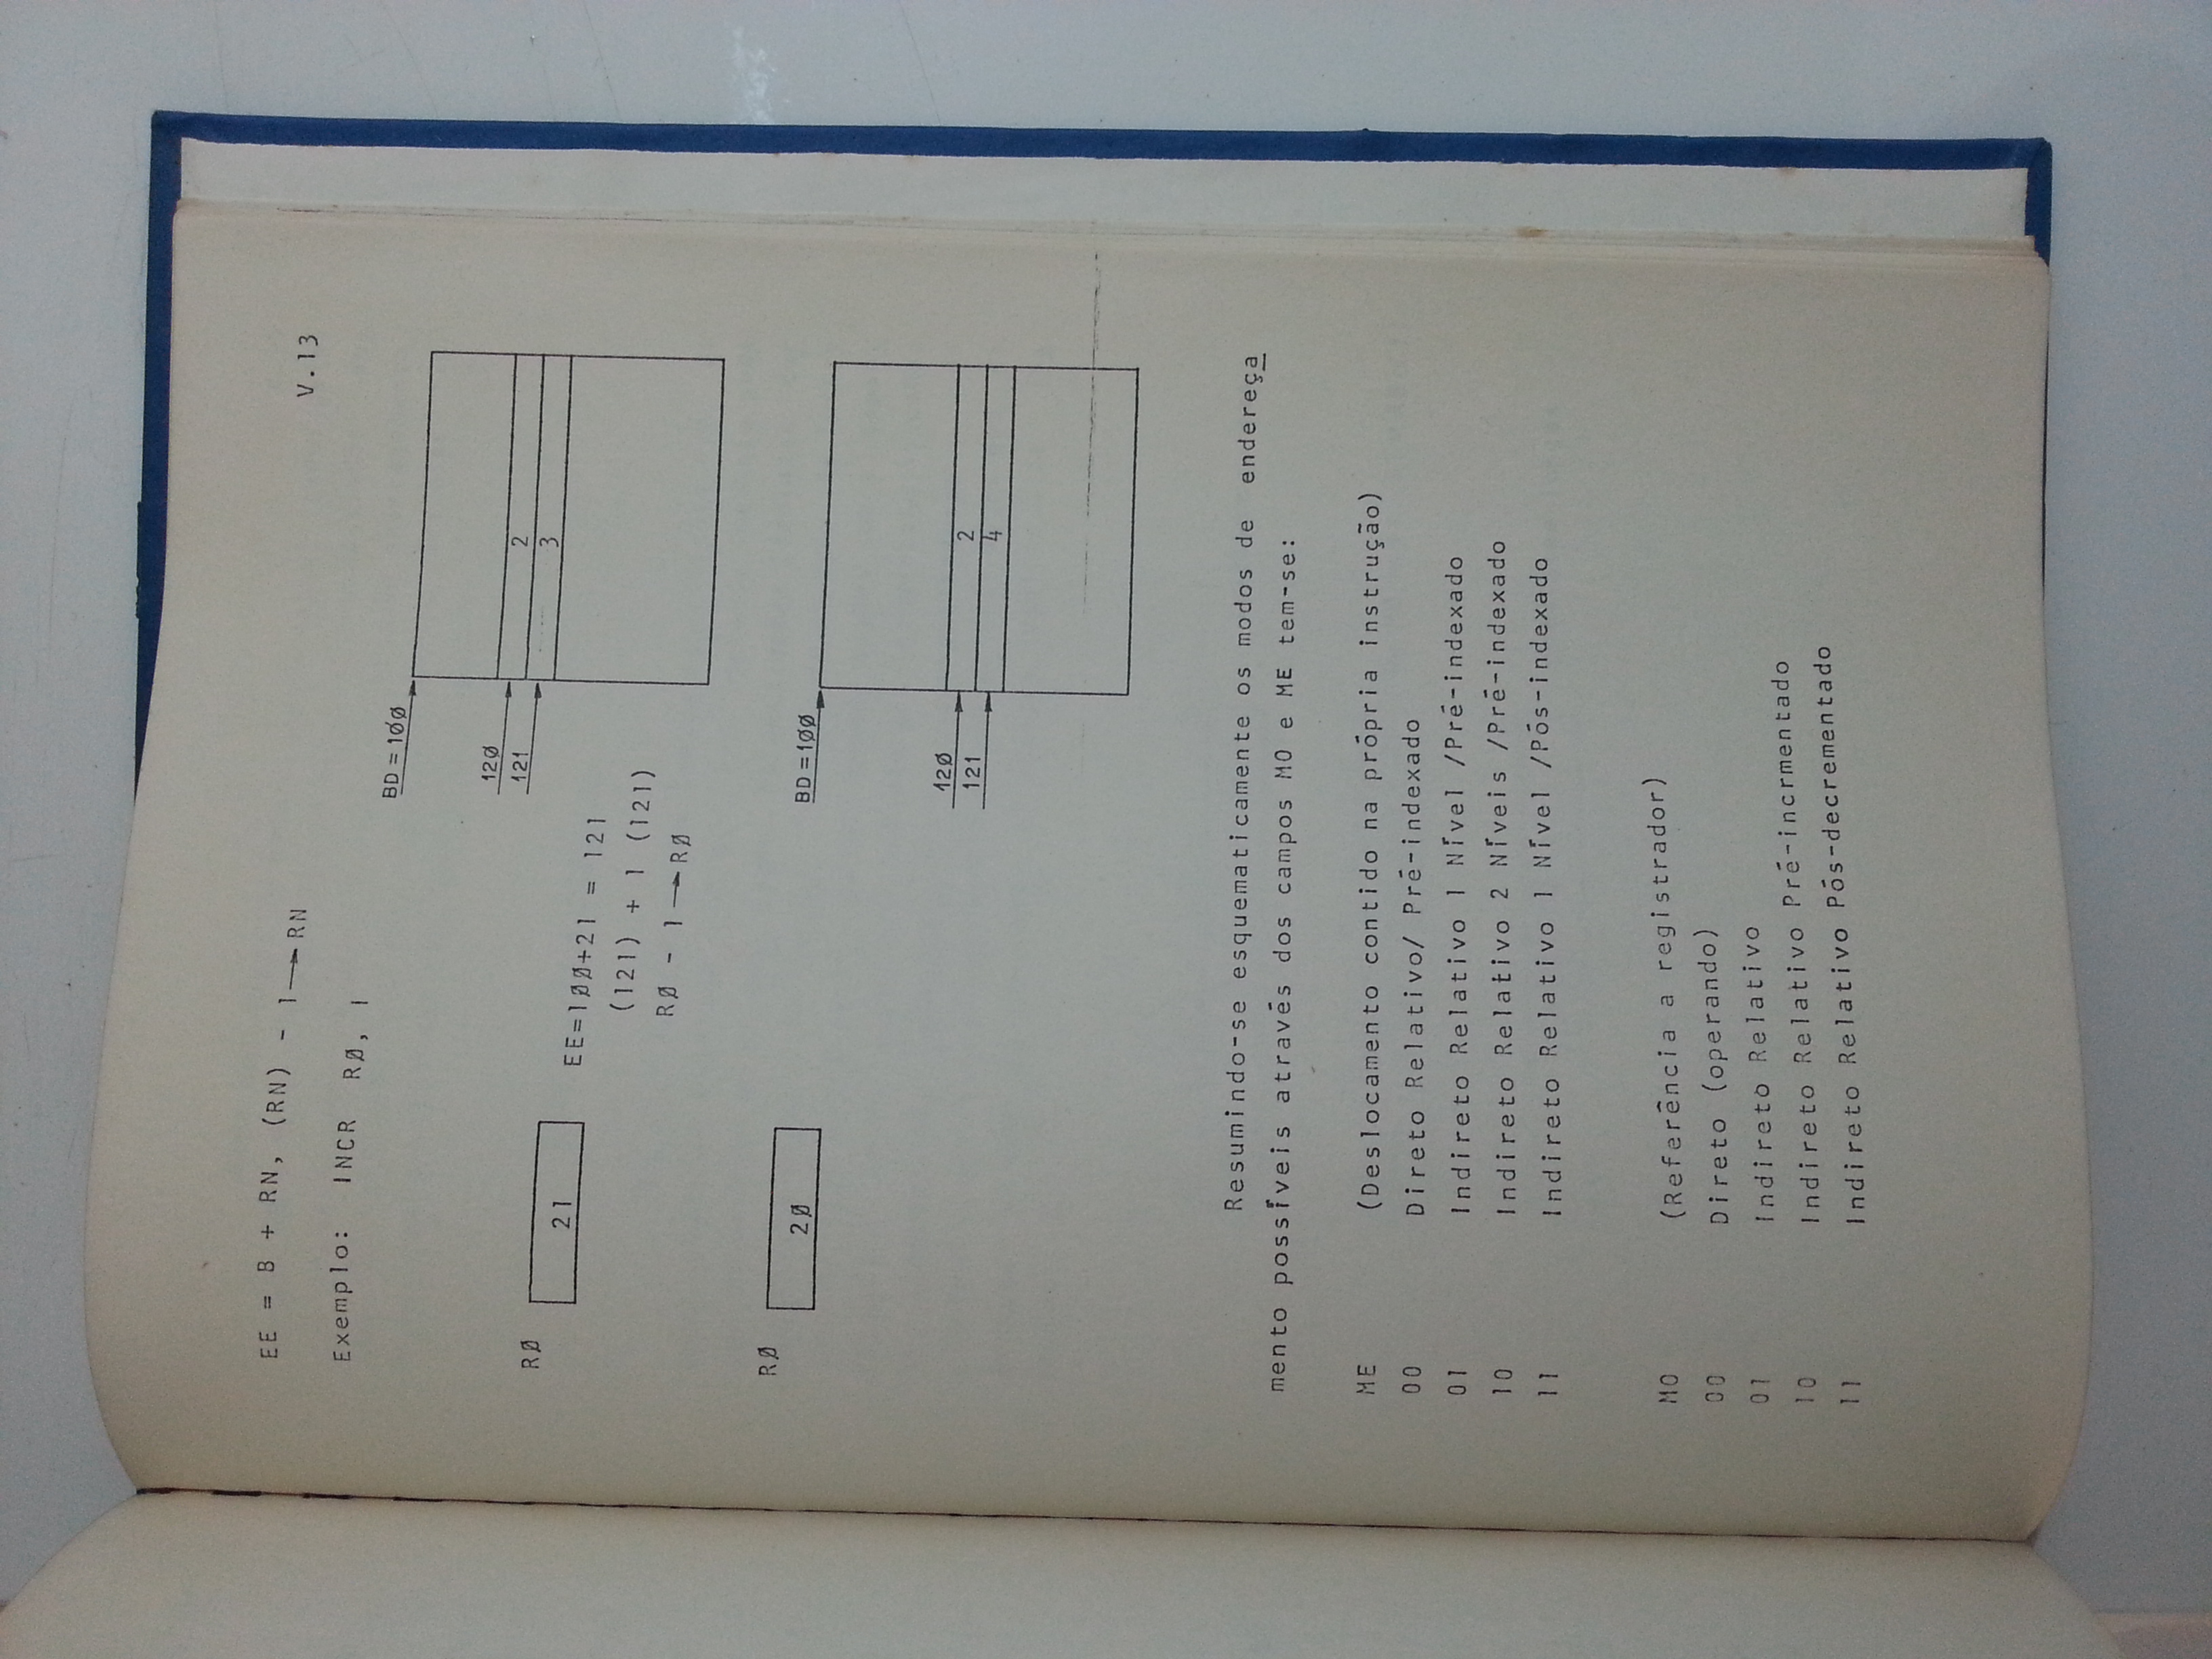 V.13
EE = B + RN, (RN) - 1 → RN
Exemplo: INCR RØ, 1
BD=1ØØ
RØ 21
EE=1ØØ+21 = 121
(121) + 1 (121)
RØ - 1 → RØ
12Ø
121
2
3
BD=1ØØ
RØ 2Ø
12Ø
121
2
4
Resumindo-se esquematicamente os modos de endereça
mento possíveis através dos campos MO e ME tem-se:
ME (Deslocamento contido na própria instrução)
00 Direto Relativo/ Pré-indexado
01 Indireto Relativo 1 Nível /Pré-indexado
10 Indireto Relativo 2 Níveis /Pré-indexado
11 Indireto Relativo 1 Nível /Pós-indexado
MO (Referência a registrador)
00 Direto (operando)
01 Indireto Relativo
10 Indireto Relativo Pré-incrmentado
11 Indireto Relativo Pós-decrementado